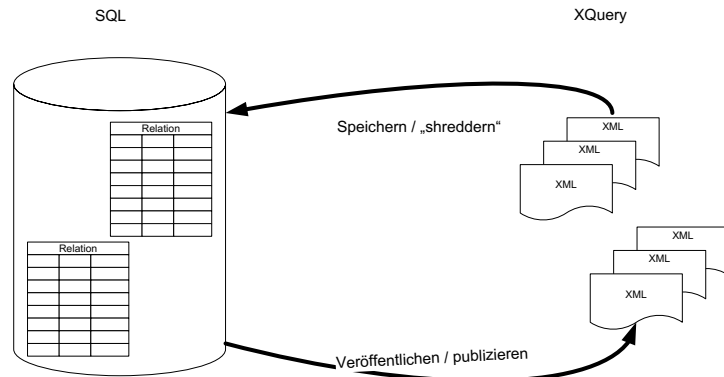 SQL
XQuery
Relation
Speichern / „shreddern“
XML
XML
XML
Relation
XML
XML
XML
Veröffentlichen / publizieren